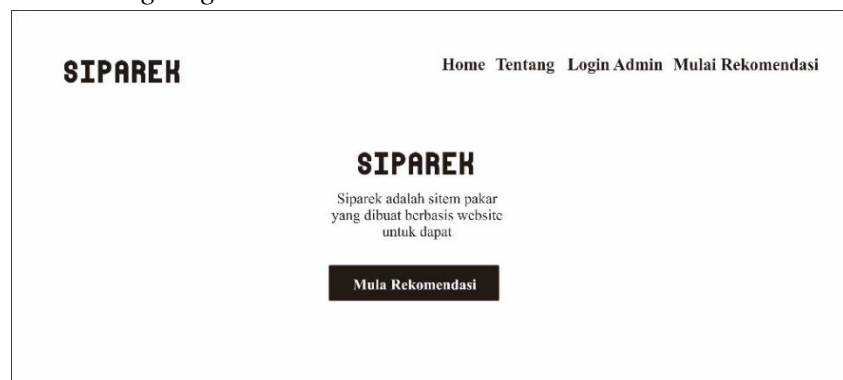 SIPAREK
Home Tentang Login Admin Mulai Rekomendasi
SIPAREK
Siparek adalah sitem pakar
yang dibuat berbasis website
untuk dapat
Mula Rekomendasi